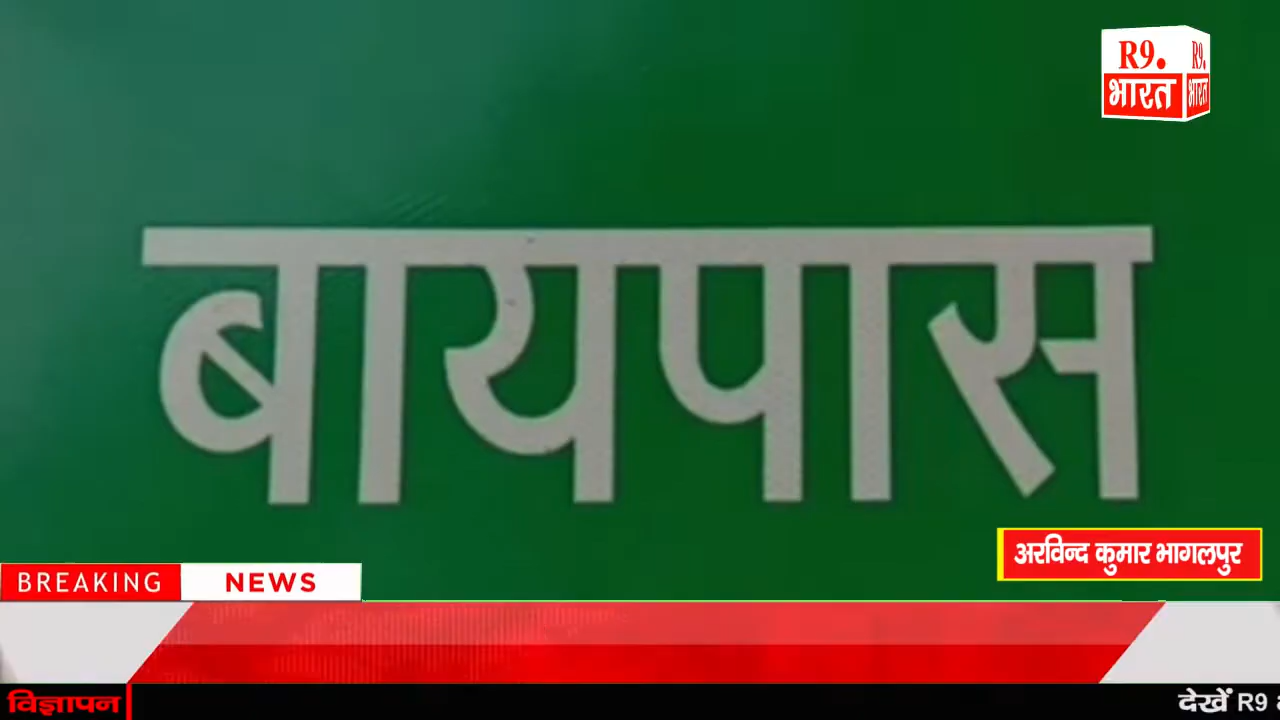 R9.
भारत
R9.
भारत
बायपास
अरविन्द कुमार भागलपुर
BREAKING NEWS
विज्ञापन
देखें R9